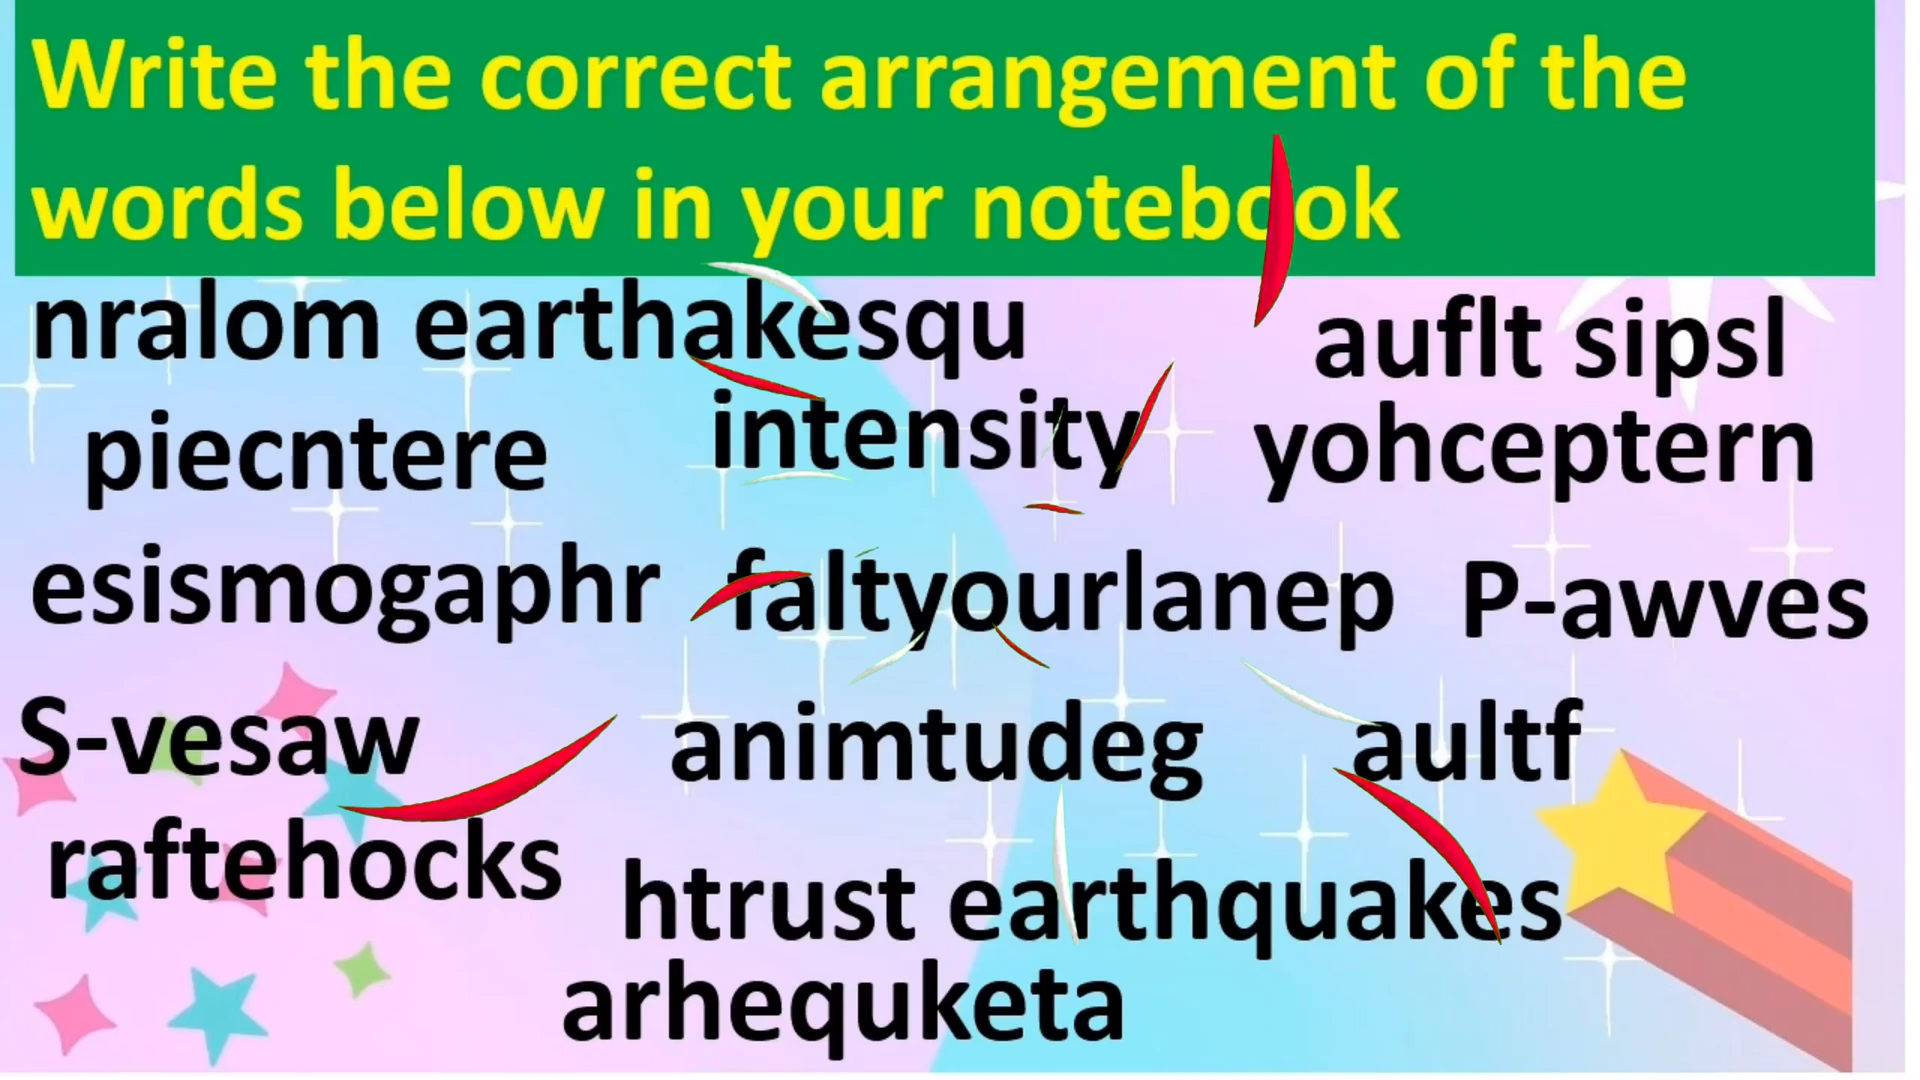 Write the correct arrangement of the
words below in your notebook
nralom earthakesqu
auflt sipsl
piecntere
intensity
yohceptern
esismogaphr
faltyourlanep
P-awves
S-vesaw
animtudeg
aultf
raftehocks
htrust earthquakes
arhequketa